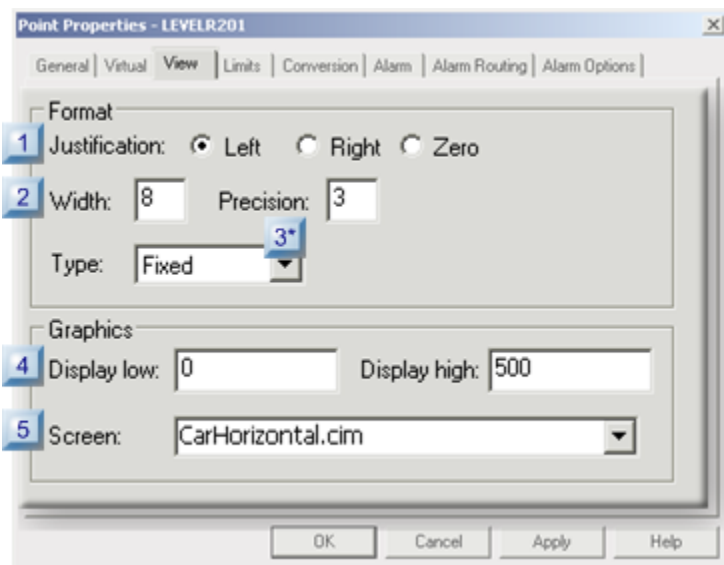 Point Properties - LEVELR201
General Virtual View Limits Conversion Alarm Alarm Routing Alarm Options
Format
1 Justification: Left Right Zero
2 Width: 8 Precision: 3
3*
Type: Fixed
Graphics
4 Display low: 0 Display high: 500
5 Screen: CarHorizontal.cim
OK Cancel Apply Help